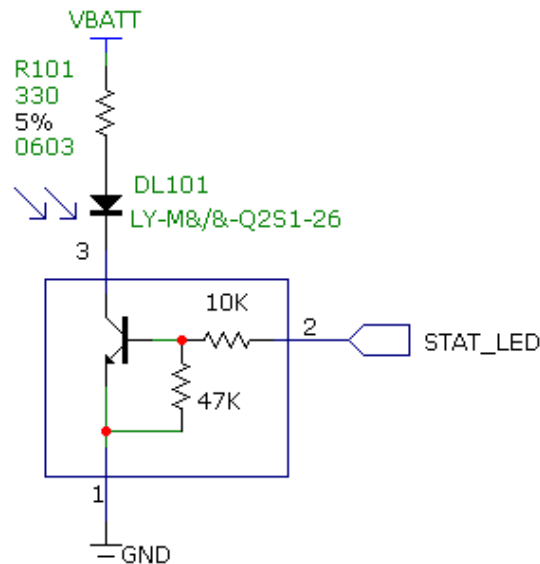 VBATT
R101
330
5%
0603
DL101
LY-M&/&-Q2S1-26
3
10K
2
STAT_LED
47K
1
GND